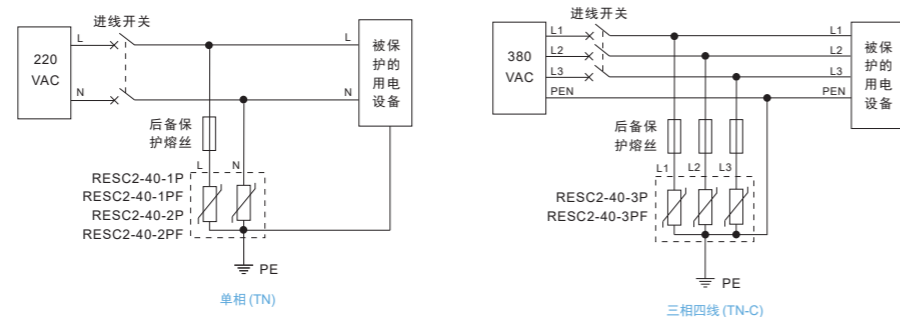 进线开关
220
VAC
L
N
L
N
被保
护的
用电
设备
后备保
护熔丝
L
N
RESC2-40-1P
RESC2-40-1PF
RESC2-40-2P
RESC2-40-2PF
PE
单相 (TN)
进线开关
380
VAC
L1
L2
L3
PEN
L1
L2
L3
PEN
被保
护的
用电
设备
后备保
护熔丝
L1
L2
L3
RESC2-40-3P
RESC2-40-3PF
PE
三相四线 (TN-C)